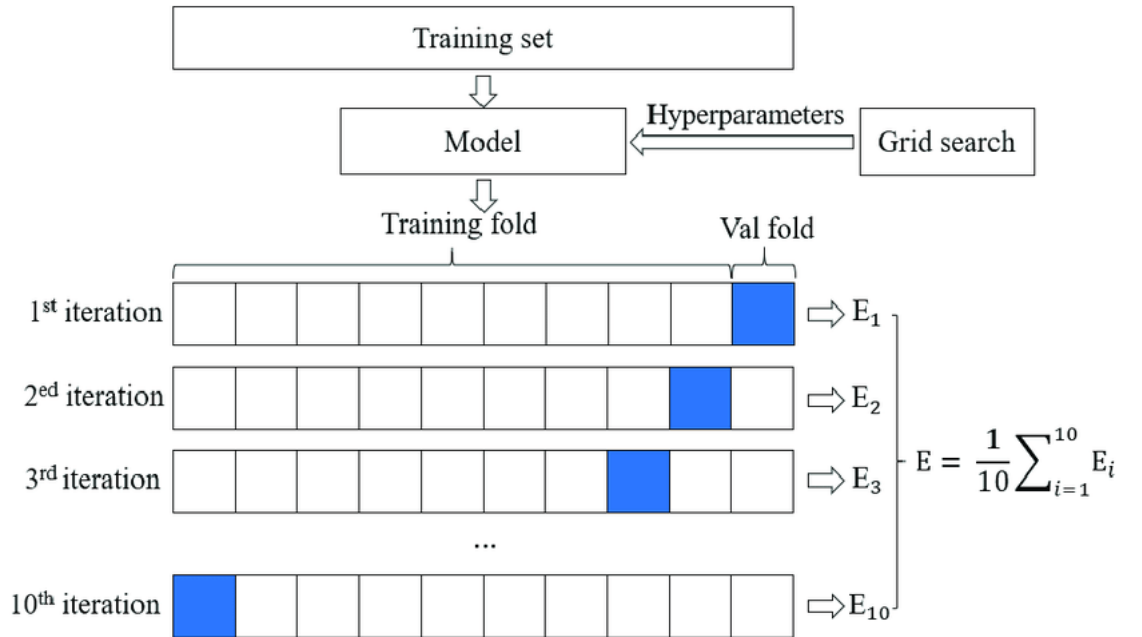 Training set
Hyperparameters
Model
Grid search
Training fold
Val fold
1st iteration
E1
2ed iteration
E2
3rd iteration
E3
E = 1/10 ∑_{i=1}^{10} Ei
...
10th iteration
E10